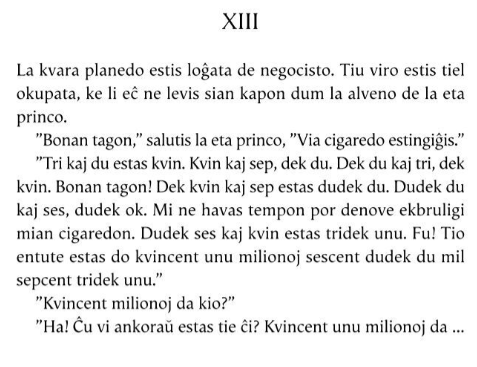 XIII
La kvara planedo estis loĝata de negocisto. Tiu viro estis tiel
okupata, ke li eĉ ne levis sian kapon dum la alveno de la eta
princo.
”Bonan tagon,” salutis la eta princo, ”Via cigaredo estingiĝis.”
”Tri kaj du estas kvin. Kvin kaj sep, dek du. Dek du kaj tri, dek
kvin. Bonan tagon! Dek kvin kaj sep estas dudek du. Dudek du
kaj ses, dudek ok. Mi ne havas tempon por denove ekbruligi
mian cigaredon. Dudek ses kaj kvin estas tridek unu. Fu! Tio
entute estas do kvincent unu milionoj sescent dudek du mil
sepcent tridek unu.”
”Kvincent milionoj da kio?”
”Ha! Ĉu vi ankoraŭ estas tie ĉi? Kvincent unu milionoj da ...